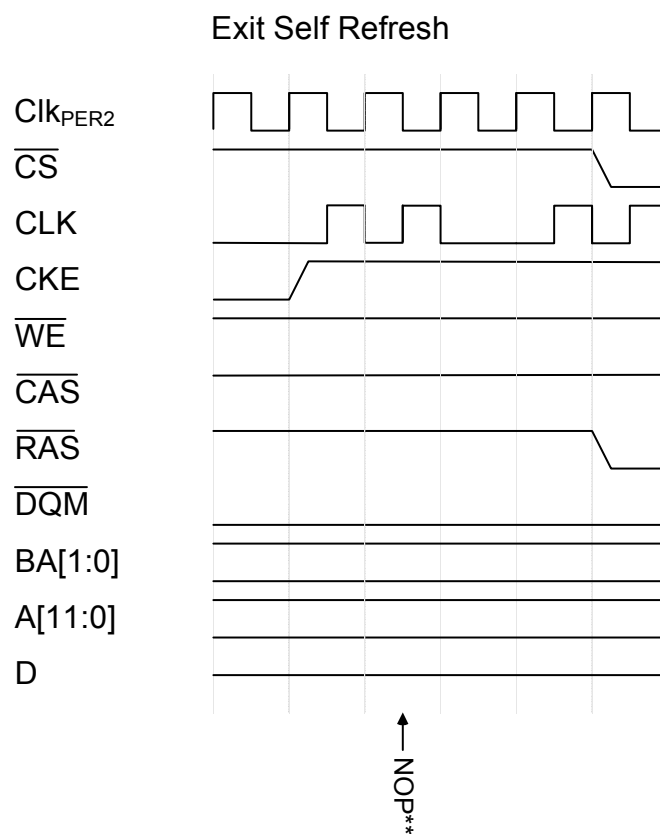 Exit Self Refresh
ClkPER2
CS
CLK
CKE
WE
CAS
RAS
DQM
BA[1:0]
A[11:0]
D
NOP**